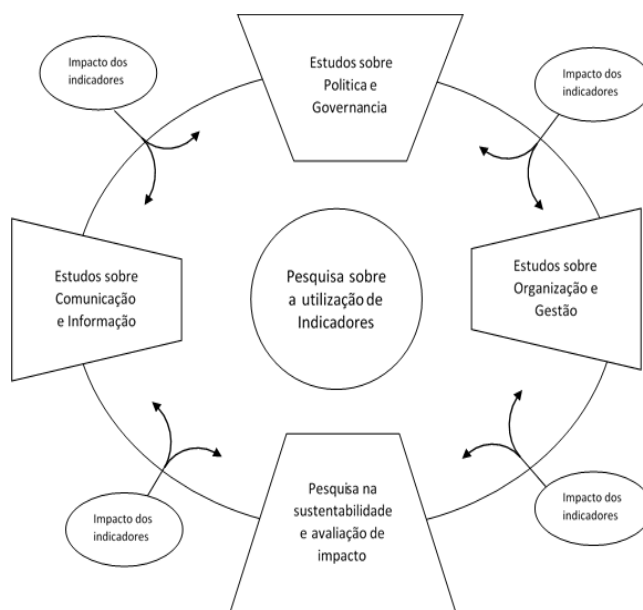 Impacto dos
indicadores
Estudos sobre
Politica e
Governancia
Impacto dos
indicadores
Estudos sobre
Comunicação
e Informação
Pesquisa sobre
a utilização de
Indicadores
Estudos sobre
Organização e
Gestão
Impacto dos
indicadores
Pesquisa na
sustentabilidade
e avaliação de
impacto
Impacto dos
indicadores